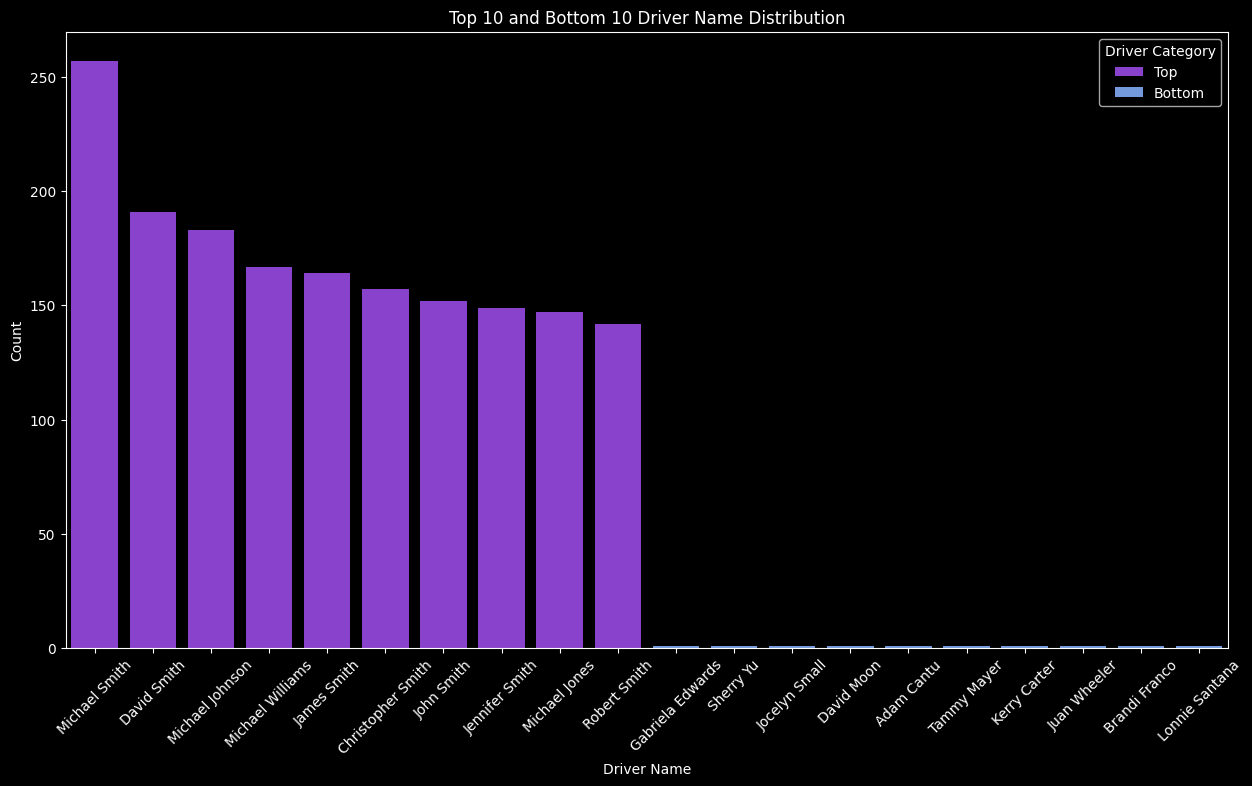 Top 10 and Bottom 10 Driver Name Distribution
Driver Category
Top
Bottom
250
200
150
100
50
0
Count
Michael Smith
David Smith
Michael Johnson
Michael Williams
James Smith
Christopher Smith
John Smith
Jennifer Smith
Michael Jones
Robert Smith
Gabriela Edwards
Sherry Yu
Jocelyn Small
David Moon
Adam Cantu
Tammy Mayer
Kerry Carter
Juan Wheeler
Brandi Franco
Lonnie Santana
Driver Name